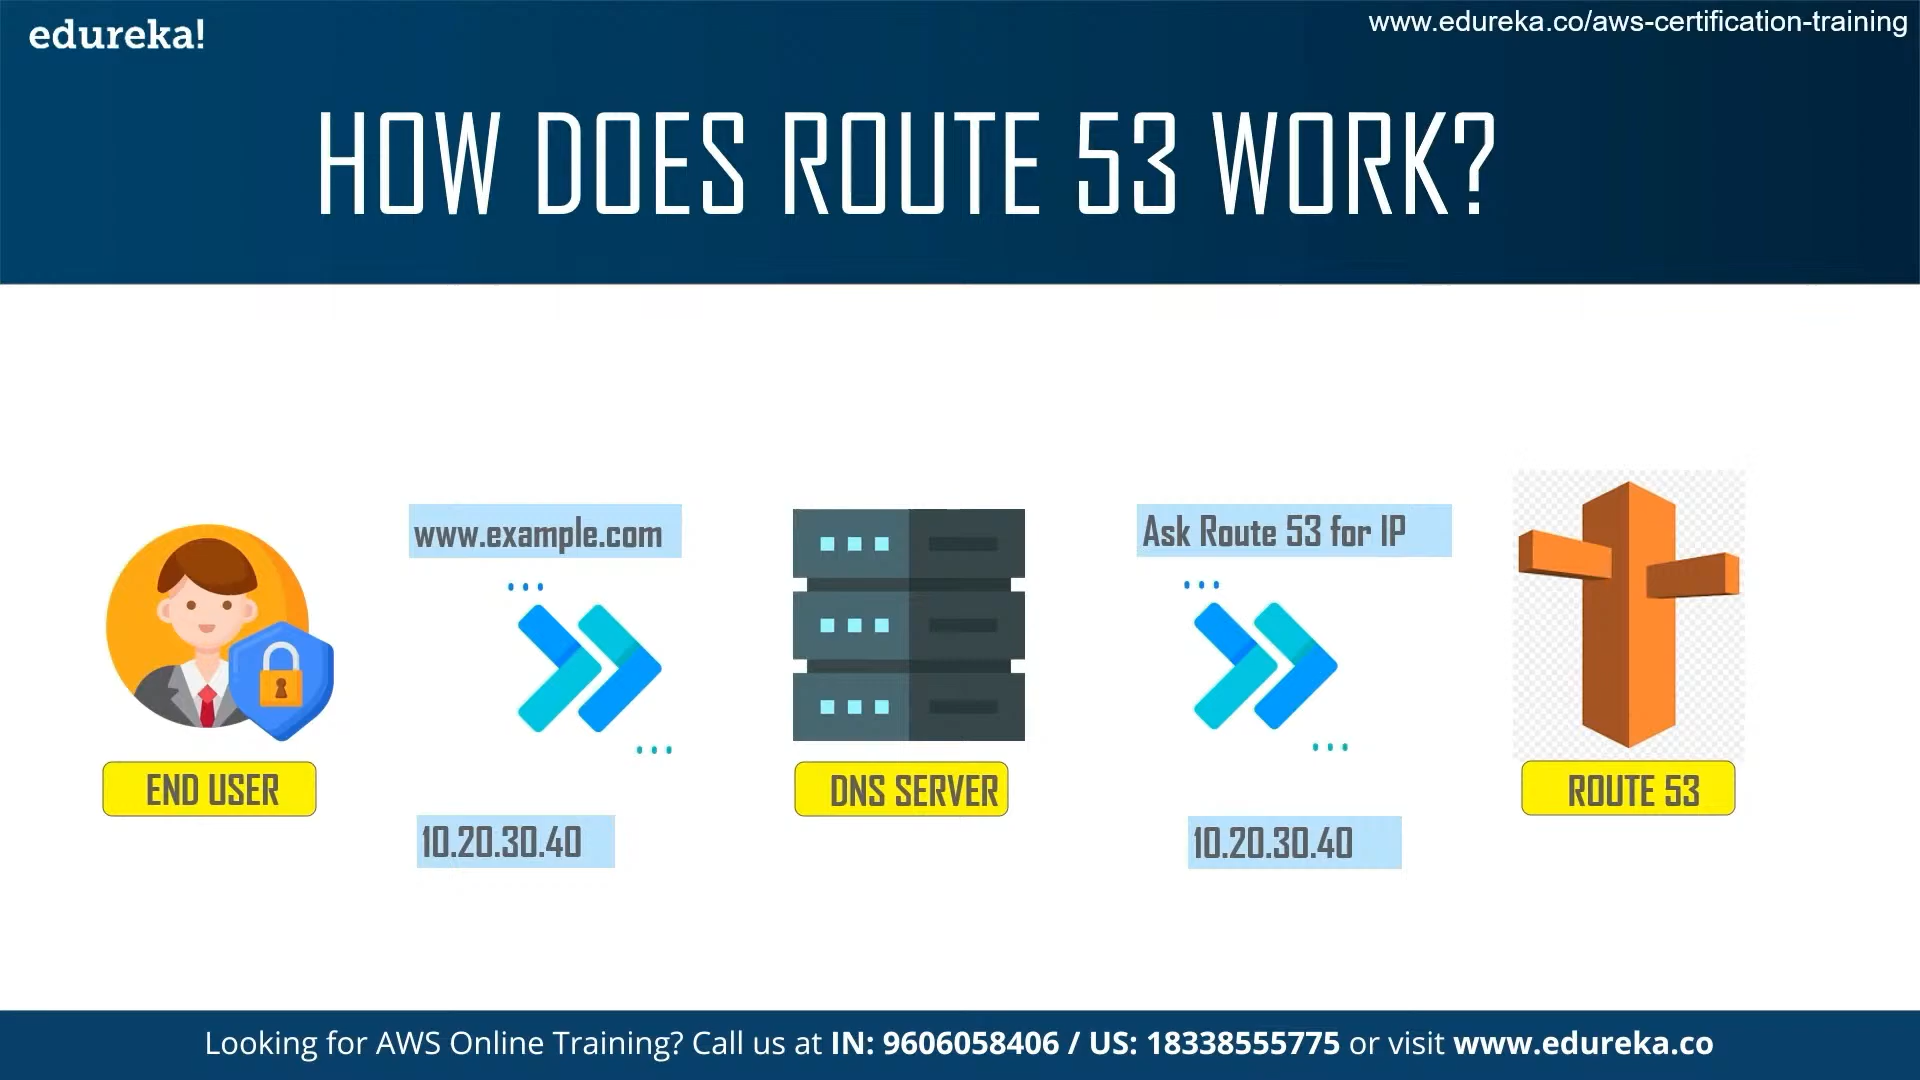 edureka!
www.edureka.co/aws-certification-training
HOW DOES ROUTE 53 WORK?
www.example.com
Ask Route 53 for IP
END USER
DNS SERVER
ROUTE 53
10.20.30.40
10.20.30.40
Looking for AWS Online Training? Call us at IN: 9606058406 / US: 18338555775 or visit www.edureka.co